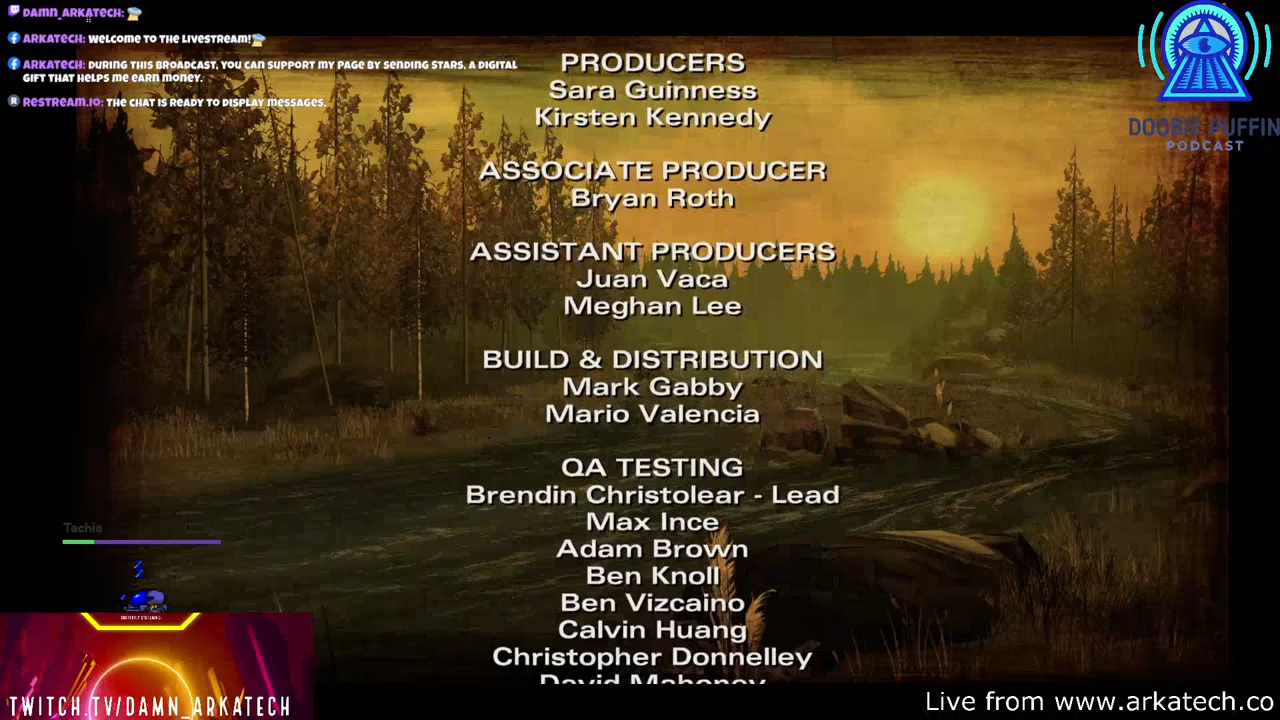 DAMN_ARKATECH:
ARKATECH: WELCOME TO THE LIVESTREAM!
ARKATECH: DURING THIS BROADCAST, YOU CAN SUPPORT MY PAGE BY SENDING STARS, A DIGITAL
GIFT THAT HELPS ME EARN MONEY.
RESTREAM.IO: THE CHAT IS READY TO DISPLAY MESSAGES.
DOOBIE PUFFIN
PODCAST
PRODUCERS
Sara Guinness
Kirsten Kennedy
ASSOCIATE PRODUCER
Bryan Roth
ASSISTANT PRODUCERS
Juan Vaca
Meghan Lee
BUILD & DISTRIBUTION
Mark Gabby
Mario Valencia
QA TESTING
Brendin Christolear - Lead
Max Ince
Adam Brown
Ben Knoll
Ben Vizcaino
Calvin Huang
Christopher Donnelley
David Mahoney
Techie
TWITCH.TV/DAMN_ARKATECH
Live from www.arkatech.co